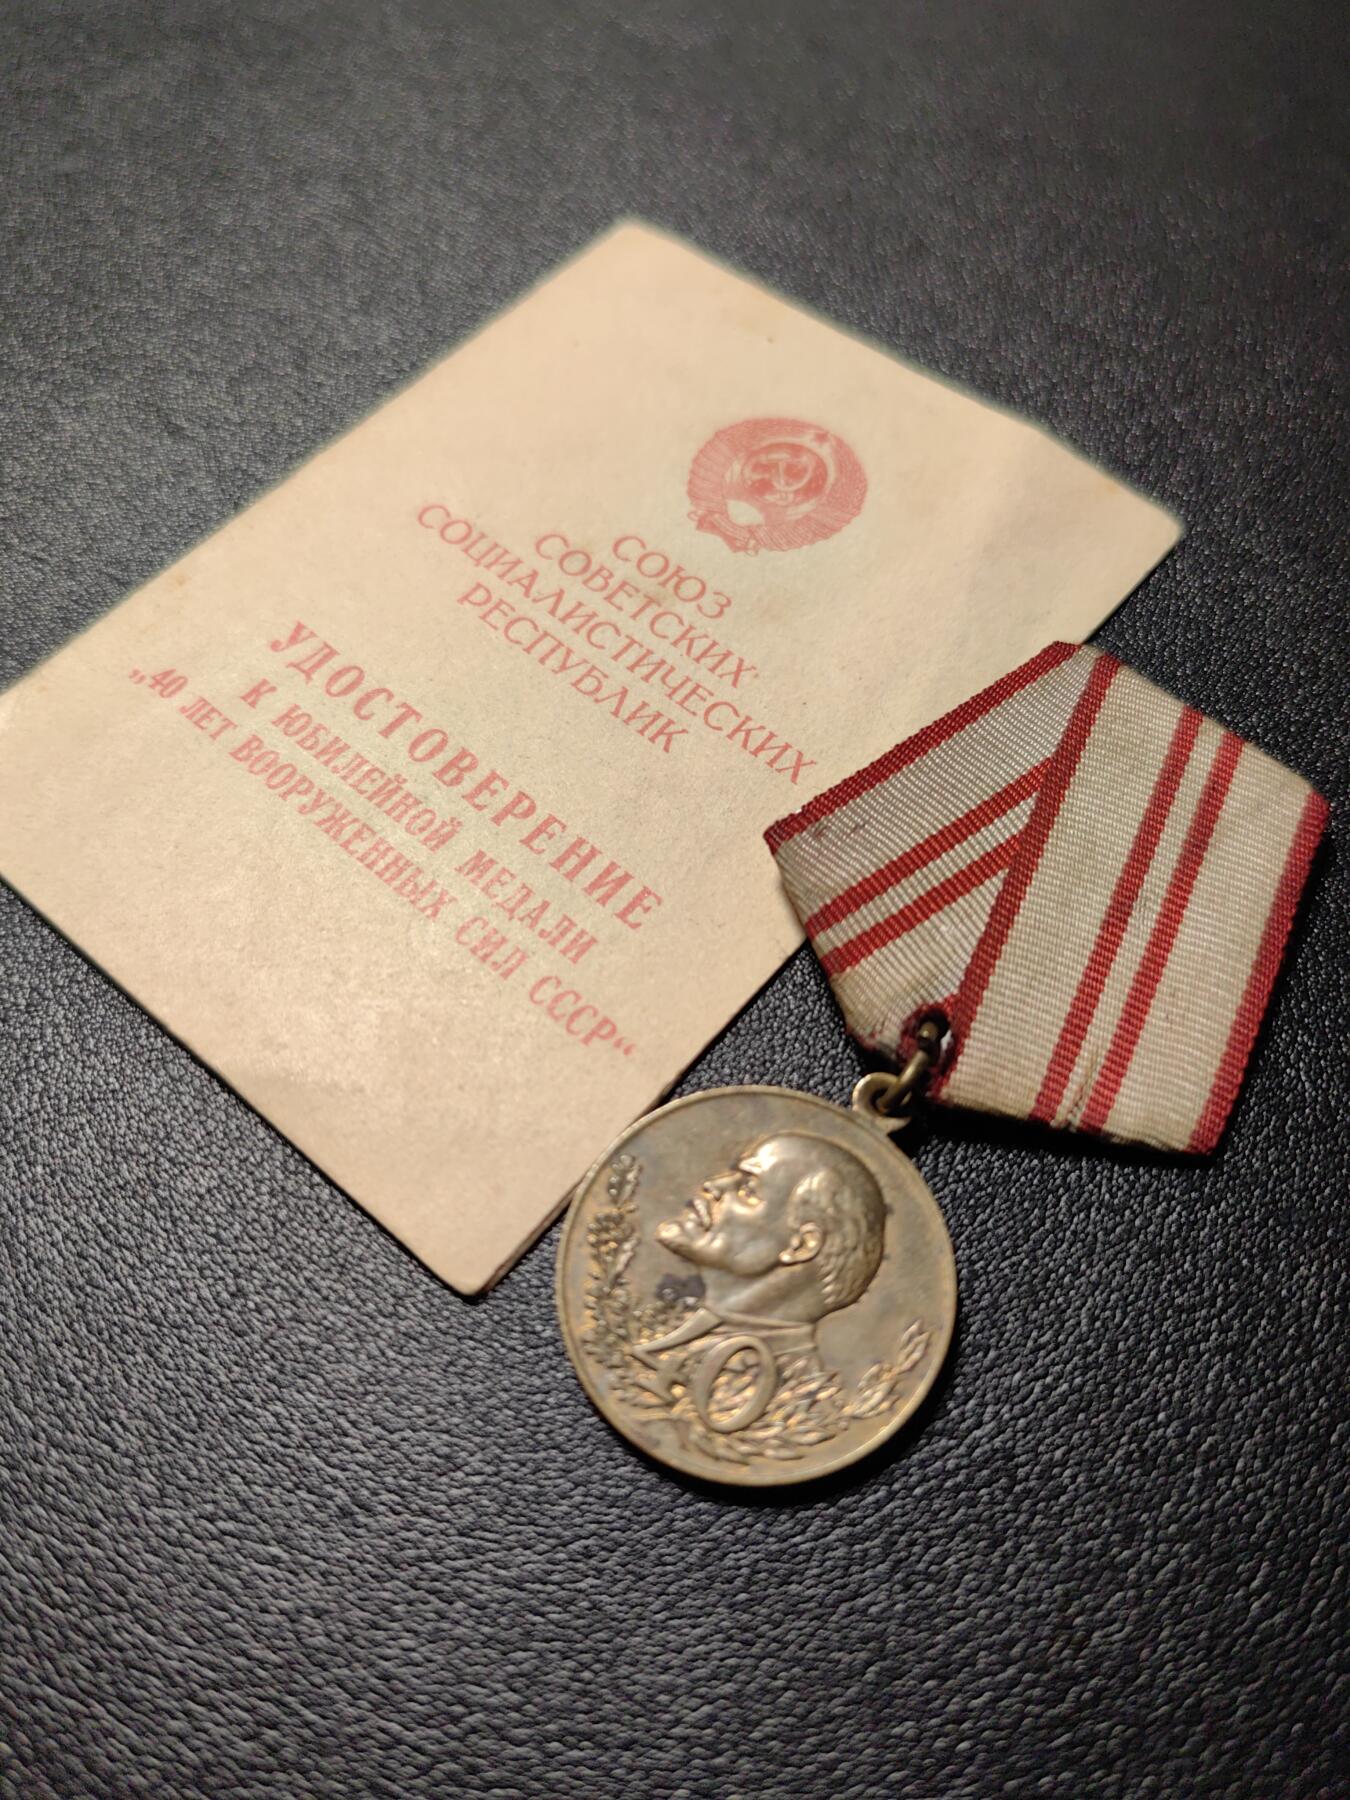 СОЮЗ
СОВЕТСКИХ
СОЦИАЛИСТИЧЕСКИХ
РЕСПУБЛИК
УДОСТОВЕРЕНИЕ
К ЮБИЛЕЙНОЙ МЕДАЛИ
„40 ЛЕТ ВООРУЖЕННЫХ СИЛ СССР“
40